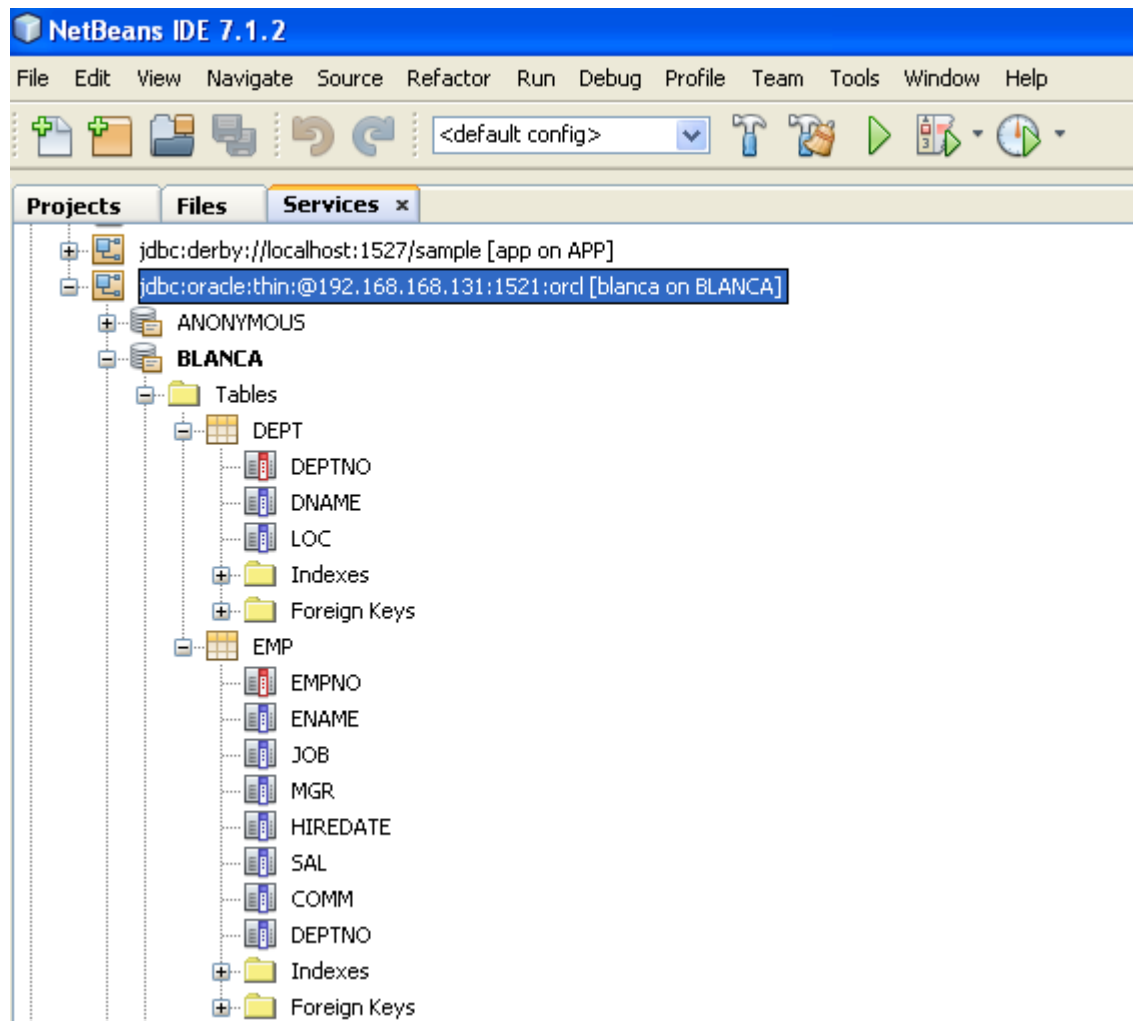 NetBeans IDE 7.1.2
File Edit View Navigate Source Refactor Run Debug Profile Team Tools Window Help
<default config>
Projects Files Services
jdbc:derby://localhost:1527/sample [app on APP]
jdbc:oracle:thin:@192.168.168.131:1521:orcl [blanca on BLANCA]
ANONYMOUS
BLANCA
Tables
DEPT
DEPTNO
DNAME
LOC
Indexes
Foreign Keys
EMP
EMPNO
ENAME
JOB
MGR
HIREDATE
SAL
COMM
DEPTNO
Indexes
Foreign Keys